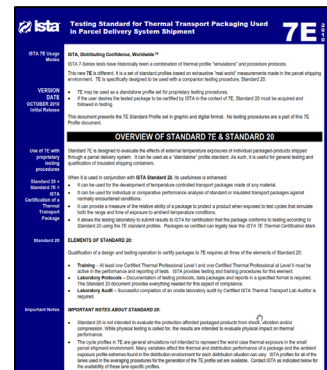 ista
Testing Standard for Thermal Transport Packaging Used
in Parcel Delivery System Shipment
7E
2010
ISTA 7E Usage
Modes
ISTA, Distributing Confidence, Worldwide™
ISTA 7-Series tests have historically been a combination of thermal profile "simulations" and procedure protocols.
This new 7E is different. It is a set of standard profiles based on exhaustive "real world" measurements made in the parcel shipping
environment. 7E is specifically designed to be used with a companion testing procedure, Standard 20.
VERSION
DATE
OCTOBER 2010
Initial Release
• 7E may be used as a standalone profile set for proprietary testing procedures.
• If the user desires the tested package to be certified by ISTA in the context of 7E, Standard 20 must be acquired and
followed in testing.
This document presents the 7E Standard Profile set in graphic and digital format. No testing procedures are a part of this 7E
Profile document.
OVERVIEW OF STANDARD 7E & STANDARD 20
Use of 7E with
proprietary
testing
procedures
Standard 7E is designed to evaluate the effects of external temperature exposures of individual packaged-products shipped
through a parcel delivery system. It can be used as a "standalone" profile standard. As such, it is useful for general testing and
qualification of insulated shipping containers.
Standard 20 +
Standard 7E =
ISTA
Certification of a
Thermal
Transport
Package
When it is used in conjunction with ISTA Standard 20, its usefulness is enhanced:
• It can be used for the development of temperature controlled transport packages made of any material.
• It can be used for individual or comparative performance analysis of standard or insulated transport packages against
normally encountered conditions.
• It can provide a measure of the relative ability of a package to protect a product when exposed to test cycles that simulate
both the range and time of exposure to ambient temperature conditions.
• It allows the testing laboratory to submit results to ISTA for certification that the package conforms to testing according to
Standard 20 using the 7E standard profiles. Packages so certified can legally bear the ISTA 7E Thermal Certification Mark.
Standard 20
ELEMENTS OF STANDARD 20:
Qualification of a design and testing operation to certify packages to 7E requires all three of the elements of Standard 20:
• Training – At least one Certified Thermal Professional Level I and one Certified Thermal Professional at Level II must be
active in the performance and reporting of tests. ISTA provides testing and training procedures for this element.
• Laboratory Protocols – Documentation of testing protocols, data packages and reports in a specified format is required.
The Standard 20 document provides everything needed for this aspect of compliance.
• Laboratory Audit – Successful completion of an onsite laboratory audit by Certified ISTA Thermal Transport Lab Auditor is
required.
Important Notes
IMPORTANT NOTES ABOUT STANDARD 20:
• Standard 20 is not intended to evaluate the protection afforded packaged-products from shock, vibration and/or
compression. While physical testing is called for, the results are intended to evaluate physical impact on thermal
performance.
• The cycle profiles in 7E are general simulations not intended to represent the worst case thermal exposure in the small
parcel shipment environment. Many variables affect the thermal and distribution performance of a package and the ambient
exposure profile extremes found in the distribution environment for each distribution situation can vary. ISTA profiles for all of the
lanes used in the averaging procedures for the generation of the 7E profile set are available. Contact ISTA as indicated below for
the availability of these lane-specific profiles.